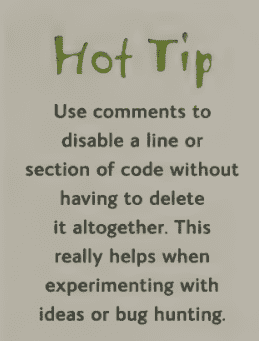 Hot Tip
Use comments to
disable a line or
section of code without
having to delete
it altogether. This
really helps when
experimenting with
ideas or bug hunting.